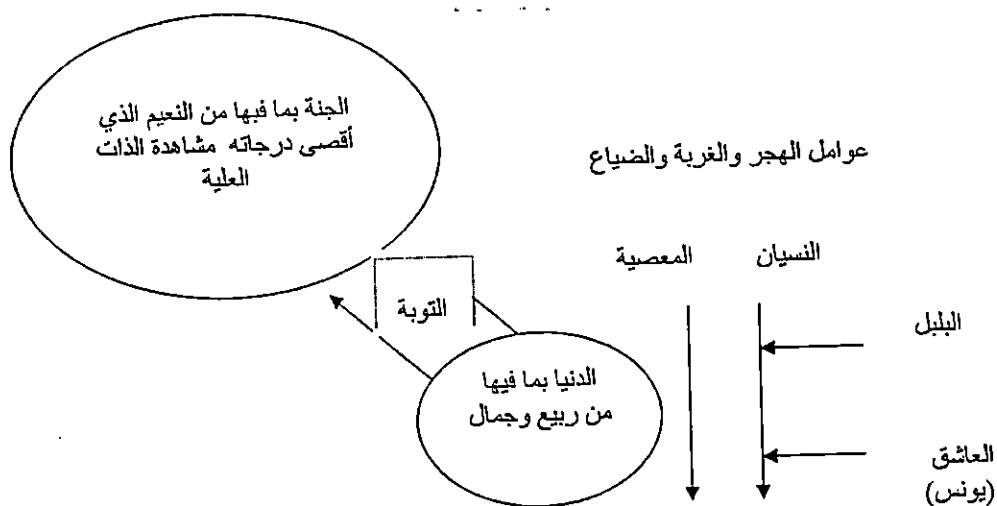 الجنة بما فبها من النعيم الذي
أقصى درجاته مشاهدة الذات
العلية
عوامل الهجر والغربة والضياع
النسيان
المعصية
التوبة
البلبل
الدنيا بما فيها
من ربيع وجمال
العاشق
(يونس)